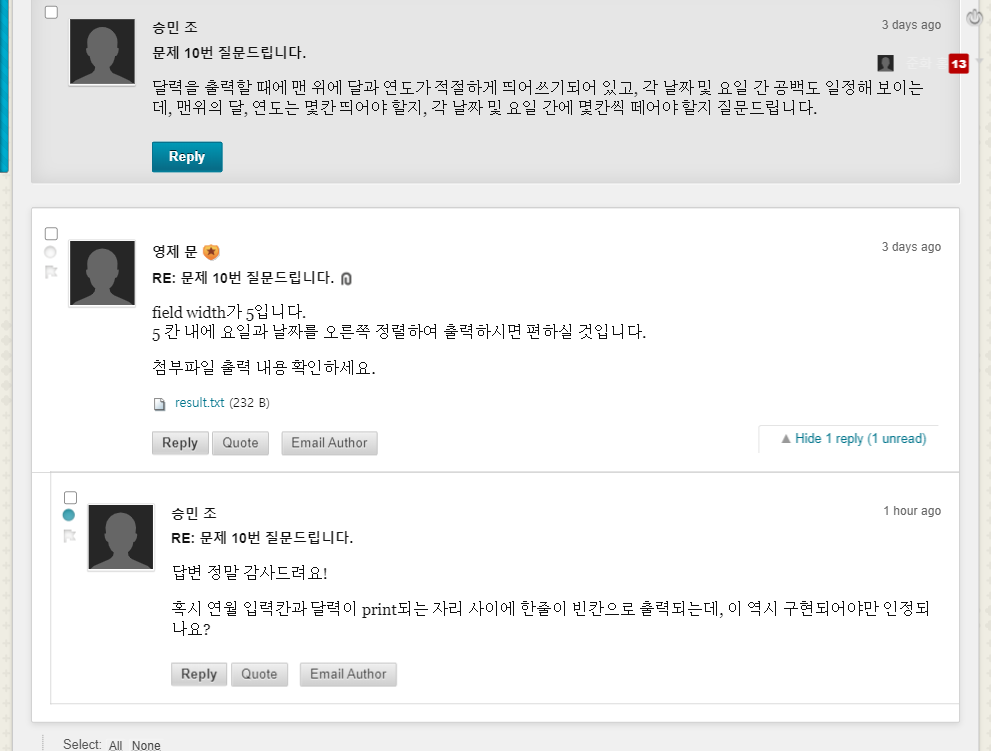 승민 조
3 days ago
문제 10번 질문드립니다.
13
달력을 출력할 때에 맨 위에 달과 연도가 적절하게 띄어쓰기되어 있고, 각 날짜 및 요일 간 공백도 일정해 보이는
데, 맨위의 달, 연도는 몇칸 띄어야 할지, 각 날짜 및 요일 간에 몇칸씩 떼어야 할지 질문드립니다.
Reply
영제 문
3 days ago
RE: 문제 10번 질문드립니다.
field width가 5입니다.
5 칸 내에 요일과 날짜를 오른쪽 정렬하여 출력하시면 편하실 것입니다.
첨부파일 출력 내용 확인하세요.
result.txt (232 B)
Reply Quote Email Author
▲ Hide 1 reply (1 unread)
승민 조
1 hour ago
RE: 문제 10번 질문드립니다.
답변 정말 감사드려요!
혹시 연월 입력칸과 달력이 print되는 자리 사이에 한줄이 빈칸으로 출력되는데, 이 역시 구현되어야만 인정되
나요?
Reply Quote Email Author
Select: All None